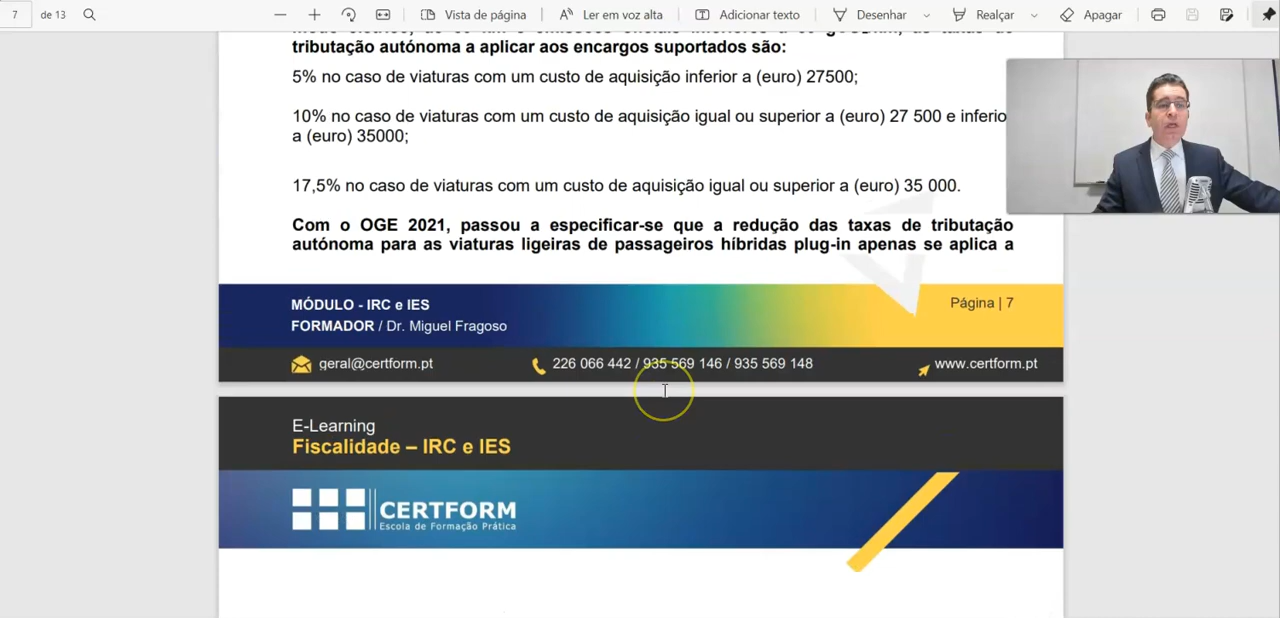 7 de 13 Vista de página Ler em voz alta Adicionar texto Desenhar Realçar Apagar
tributação autónoma a aplicar aos encargos suportados são:
5% no caso de viaturas com um custo de aquisição inferior a (euro) 27500;
10% no caso de viaturas com um custo de aquisição igual ou superior a (euro) 27 500 e inferio
a (euro) 35000;
17,5% no caso de viaturas com um custo de aquisição igual ou superior a (euro) 35 000.
Com o OGE 2021, passou a especificar-se que a redução das taxas de tributação
autónoma para as viaturas ligeiras de passageiros híbridas plug-in apenas se aplica a
MÓDULO - IRC e IES
Página | 7
FORMADOR / Dr. Miguel Fragoso
geral@certform.pt 226 066 442 / 935 569 146 / 935 569 148 www.certform.pt
E-Learning
Fiscalidade – IRC e IES
CERTFORM
Escola de Formação Prática